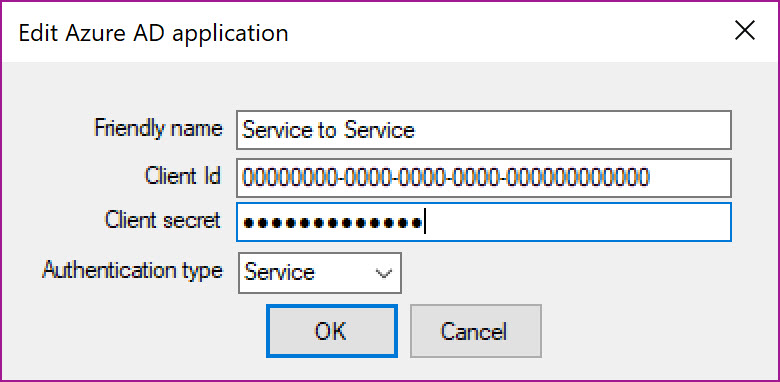 Edit Azure AD application
Friendly name Service to Service
Client Id 00000000-0000-0000-0000-000000000000
Client secret ●●●●●●●●●●●●●
Authentication type Service
OK Cancel